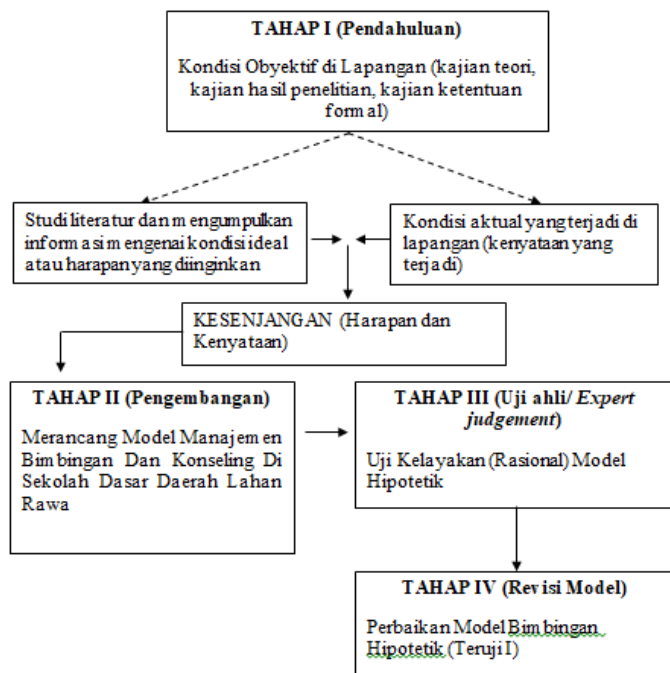 TAHAP I (Pendahuluan)
Kondisi Obyektif di Lapangan (kajian teori,
kajian hasil penelitian, kajian ketentuan
formal)
Studi literatur dan mengumpulkan
informasi mengenai kondisi ideal
atau harapan yang diinginkan
Kondisi aktual yang terjadi di
lapangan (kenyataan yang
terjadi)
KESENJANGAN (Harapan dan
Kenyataan)
TAHAP II (Pengembangan)
Merancang Model Manajemen
Bimbingan Dan Konseling Di
Sekolah Dasar Daerah Lahan
Rawa
TAHAP III (Uji ahli/ Expert
judgement)
Uji Kelayakan (Rasional) Model
Hipotetik
TAHAP IV (Revisi Model)
Perbaikan Model Bimbingan
Hipotetik (Teruji I)